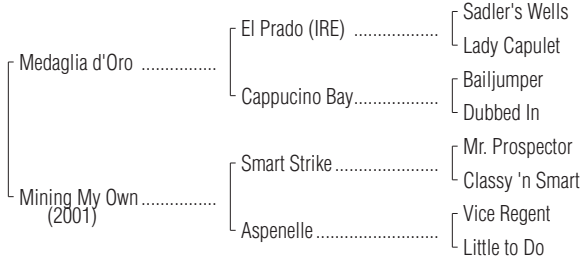 Sadler's Wells
El Prado (IRE) ..................
Lady Capulet
Medaglia d'Oro ................
Bailjumper
Cappucino Bay..................
Dubbed In
Mr. Prospector
Smart Strike ......................
Classy 'n Smart
Mining My Own ................
(2001)
Vice Regent
Aspenelle ..........................
Little to Do